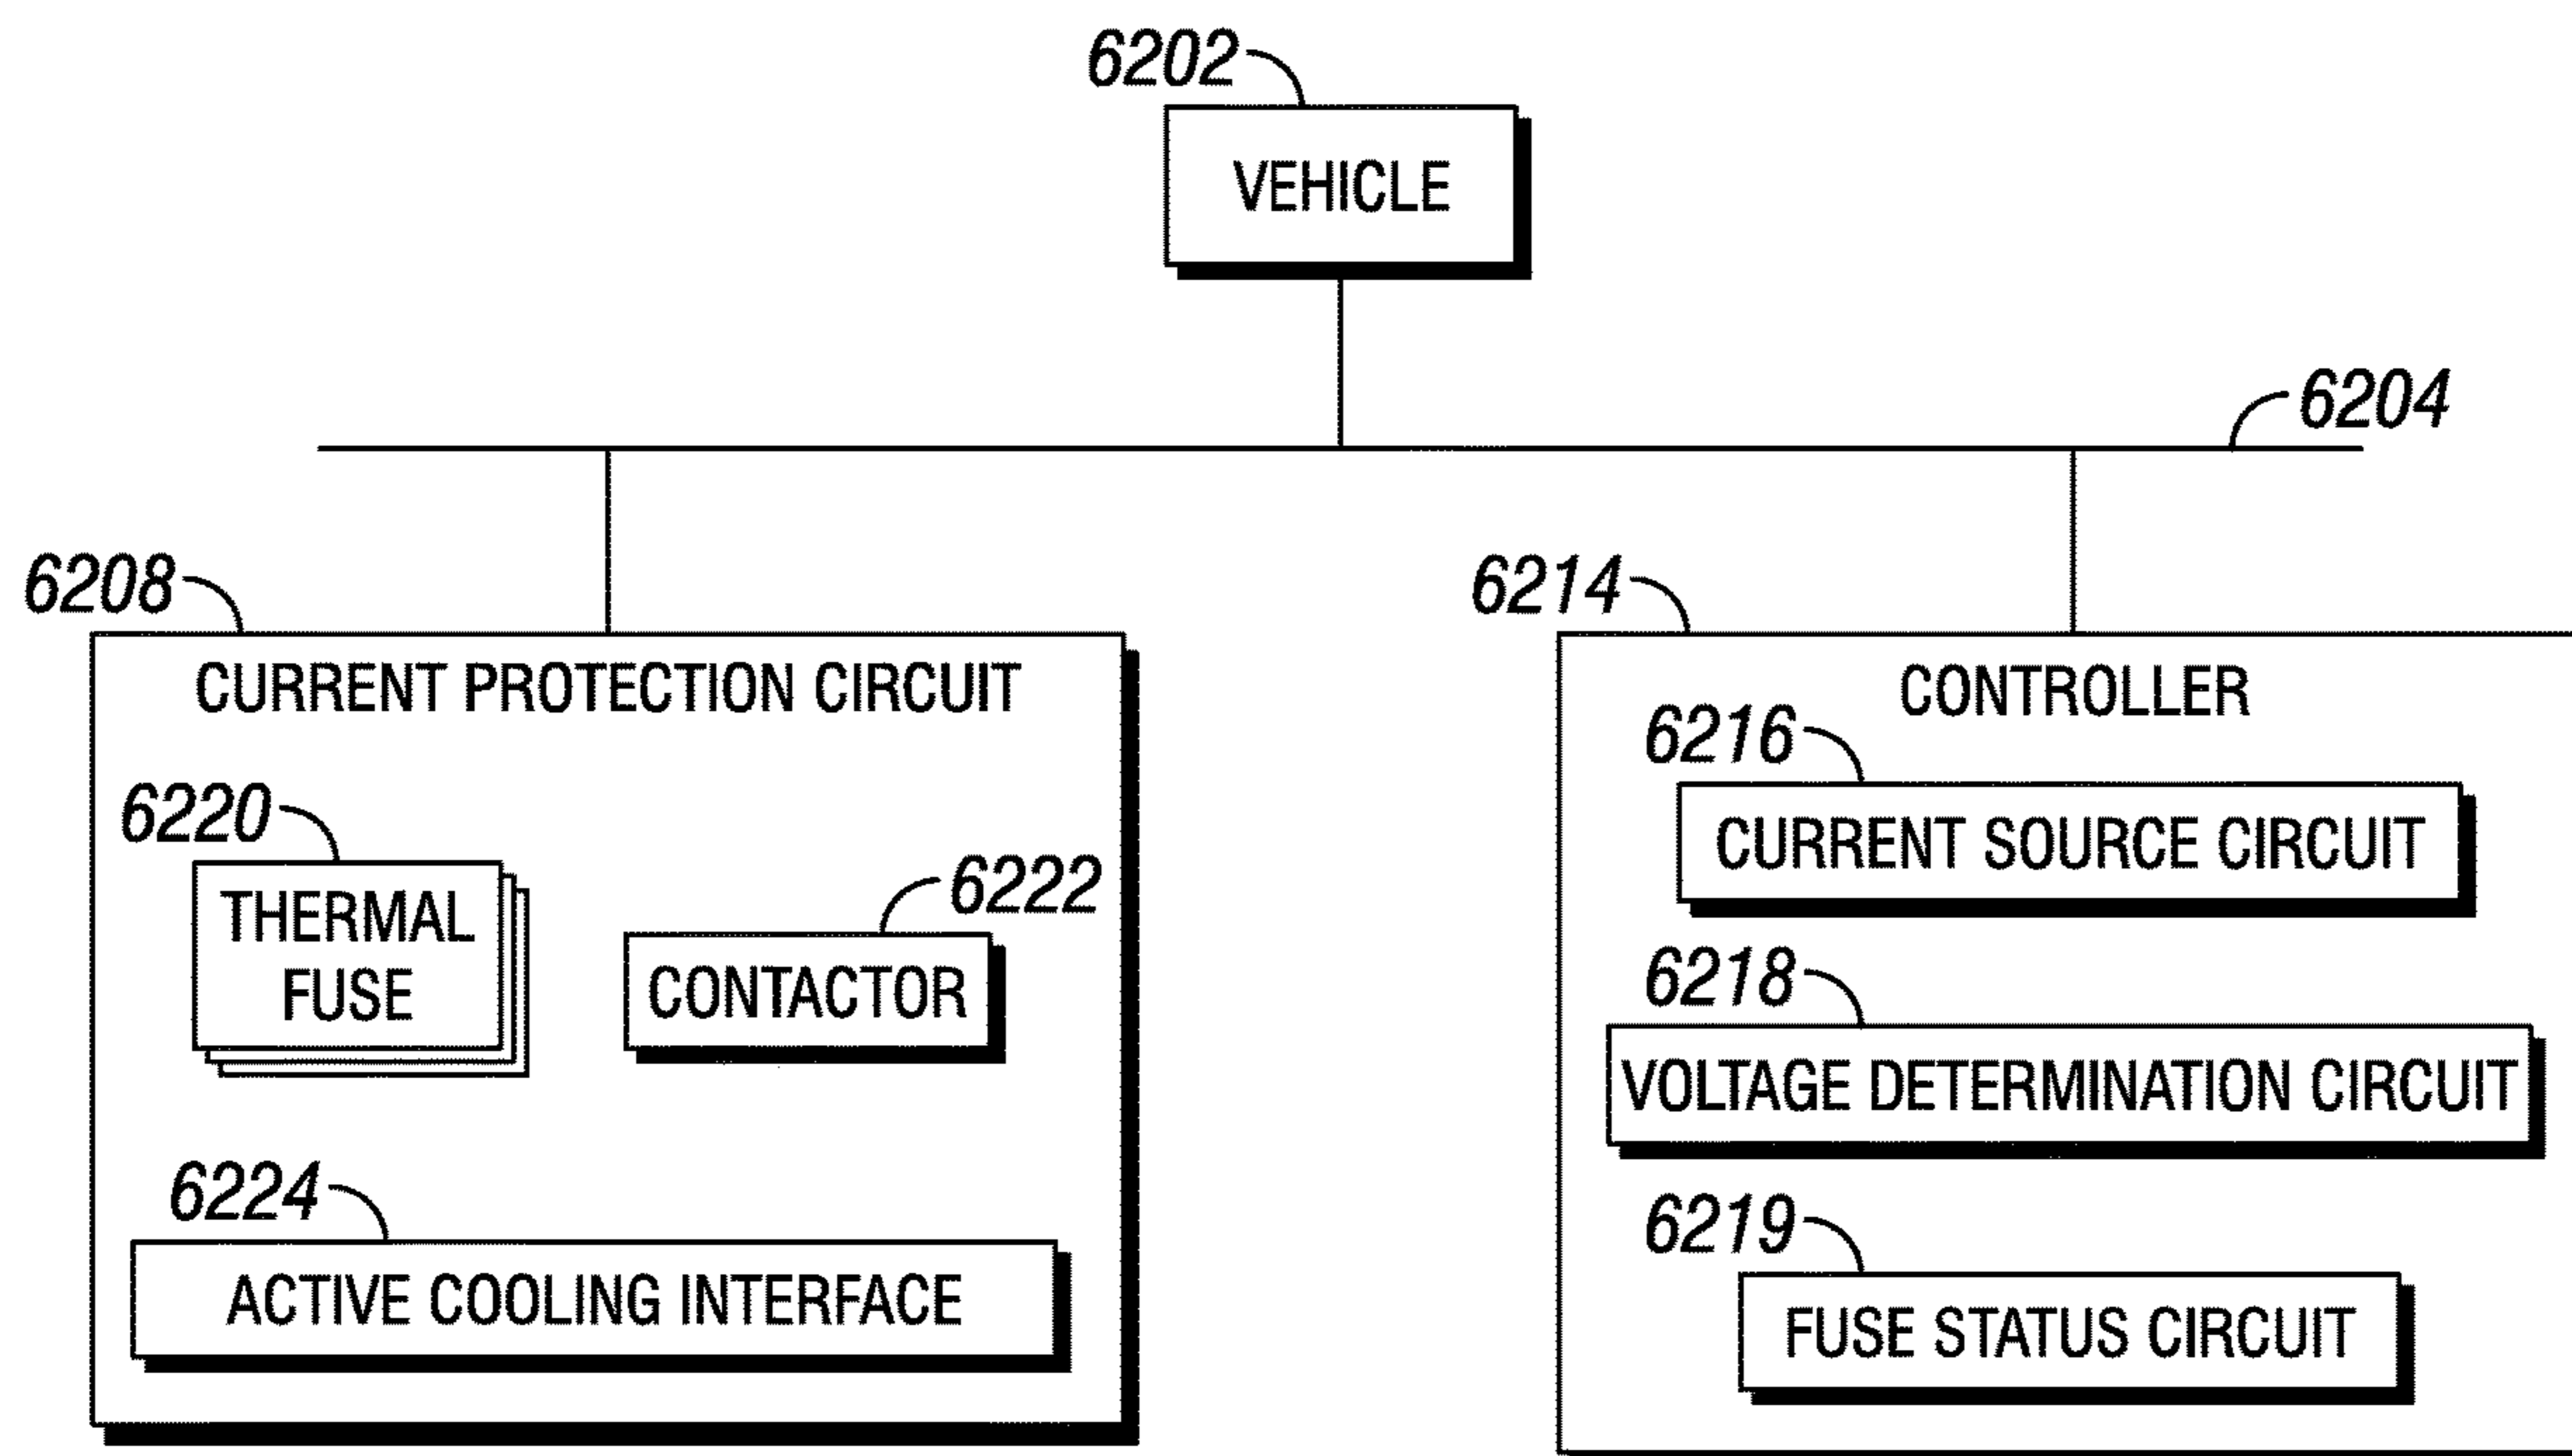 6202
VEHICLE
6204
6208
CURRENT PROTECTION CIRCUIT
6220
THERMAL
FUSE
6222
CONTACTOR
6224
ACTIVE COOLING INTERFACE
6214
CONTROLLER
6216
CURRENT SOURCE CIRCUIT
6218
VOLTAGE DETERMINATION CIRCUIT
6219
FUSE STATUS CIRCUIT